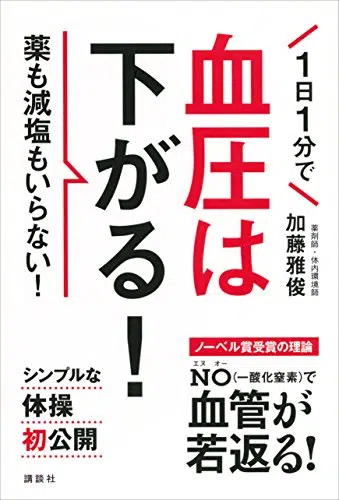 1日1分で
血圧は
下がる!
薬も減塩もいらない!
薬剤師・体内環境師
加藤雅俊
ノーベル賞受賞の理論
エヌ オー
NO(一酸化窒素)で
血管が
若返る!
シンプルな
体操
初公開
講談社